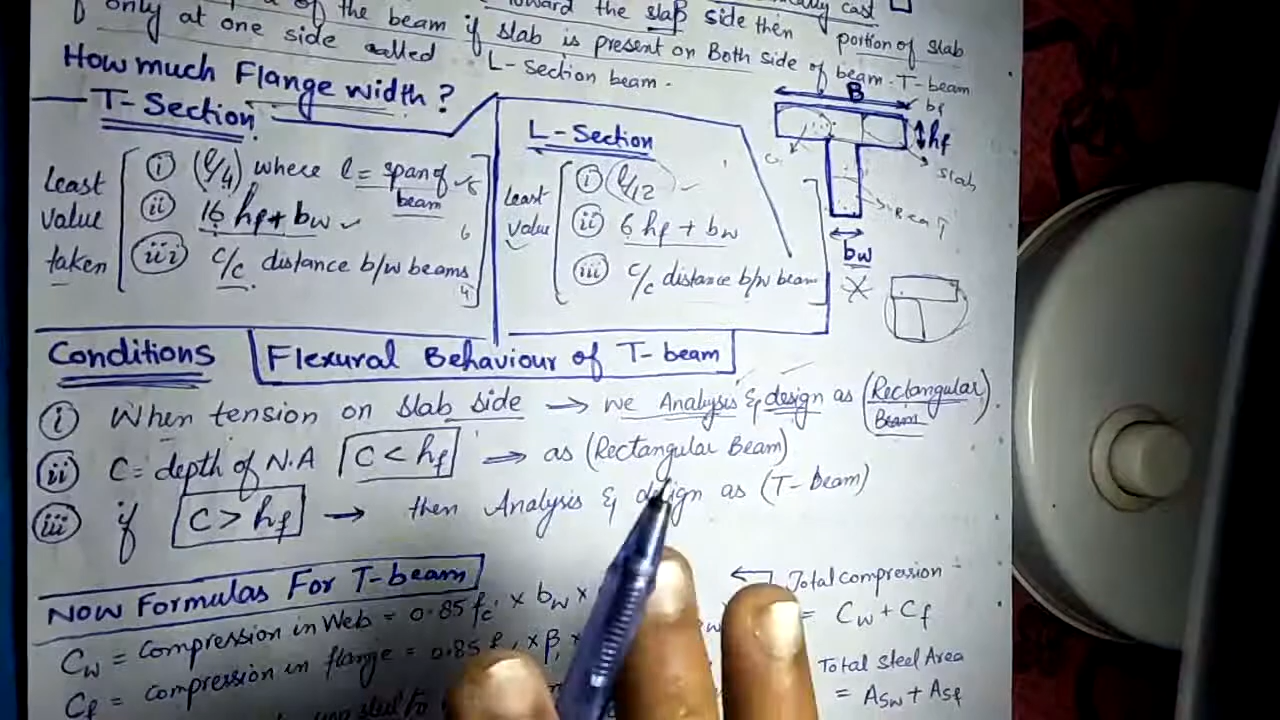 of the beam if slab is present on Both side of beam. T-beam
toward the slab side then portion of slab
only at one side called L-Section beam.
How much Flange width?
T-Section
Least value taken
(i) (l/4) where l = span of beam
(ii) 16 hf + bw
(iii) c/c distance b/w beams
L-Section
Least value
(i) l/12
(ii) 6 hf + bw
(iii) c/c distance b/w beam
B
bf
hf
slab
bw
Conditions
Flexural Behaviour of T-beam
(i) When tension on slab side → we Analysis & design as (Rectangular Beam)
(ii) C = depth of N.A C < hf ⇒ as (Rectangular Beam)
(iii) if C > hf → then Analysis & design as (T-beam)
Now Formulas For T-beam
Cw = Compression in Web = 0.85 fc' × bw ×
Cf = Compression in flange = 0.85 f
Total compression
= Cw + Cf
Total Steel Area
= Asw + Asf